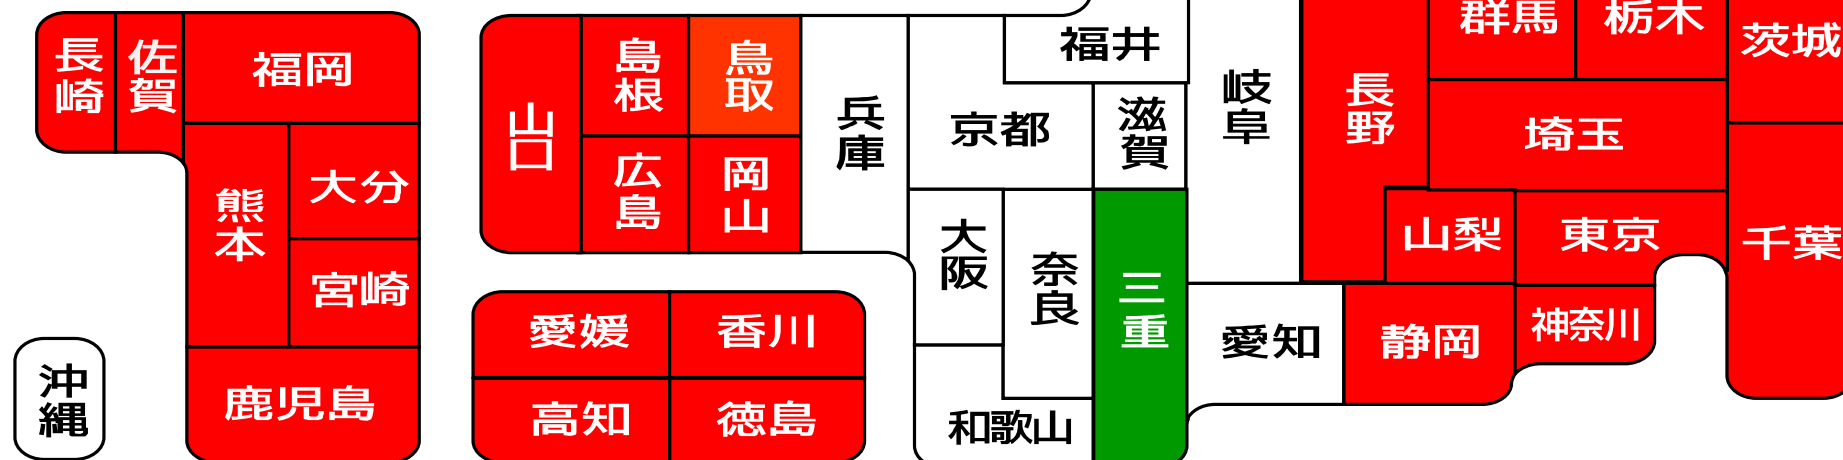 長崎
佐賀
福岡
熊本
大分
宮崎
鹿児島
沖縄
山口
島根
鳥取
広島
岡山
愛媛
香川
高知
徳島
兵庫
京都
福井
滋賀
大阪
奈良
和歌山
三重
岐阜
愛知
長野
群馬
栃木
茨城
埼玉
山梨
東京
千葉
静岡
神奈川